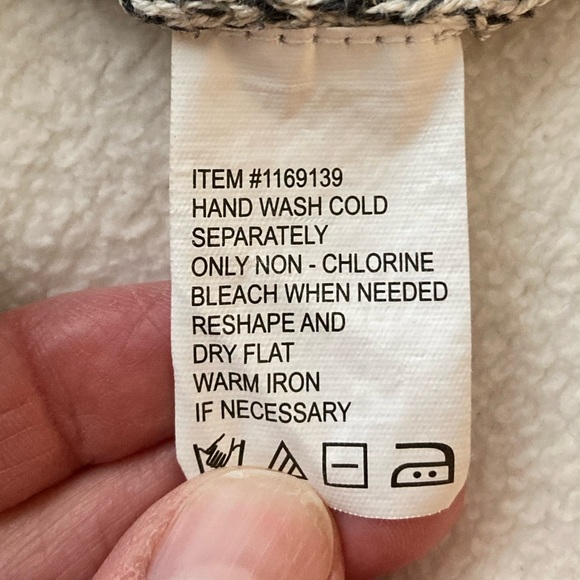 ITEM #1169139
HAND WASH COLD
SEPARATELY
ONLY NON - CHLORINE
BLEACH WHEN NEEDED
RESHAPE AND
DRY FLAT
WARM IRON
IF NECESSARY